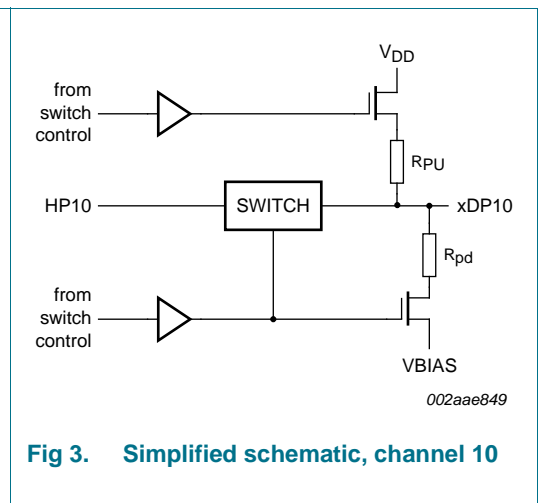 VDD
from
switch
control
RPU
HP10
SWITCH
xDP10
Rpd
from
switch
control
VBIAS
002aae849
Fig 3. Simplified schematic, channel 10